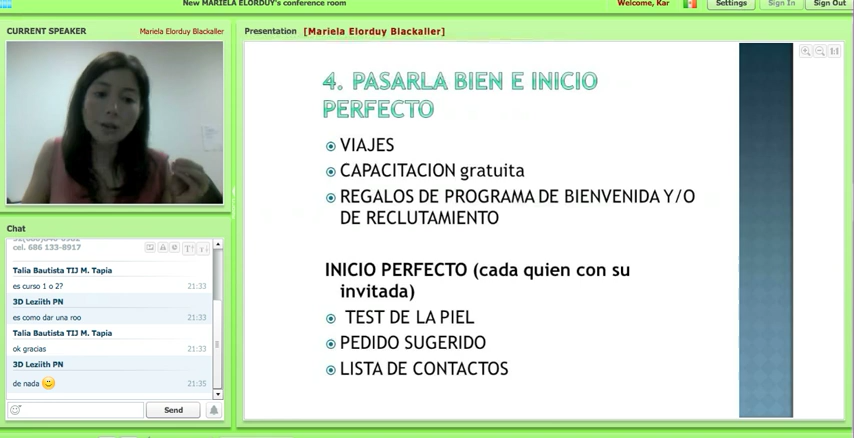 New MARIELA ELORDUY's conference room
Welcome, Kar
Settings
Sign In
Sign Out
CURRENT SPEAKER
Mariela Elorduy Blackaller
Presentation [Mariela Elorduy Blackaller]
1:1
4. PASARLA BIEN E INICIO
PERFECTO
VIAJES
CAPACITACION gratuita
REGALOS DE PROGRAMA DE BIENVENIDA Y/O
DE RECLUTAMIENTO
INICIO PERFECTO (cada quien con su
invitada)
TEST DE LA PIEL
PEDIDO SUGERIDO
LISTA DE CONTACTOS
Chat
cel. 686 133-8917
Talia Bautista TIJ M. Tapia
es curso 1 o 2? 21:33
3D Leziith PN
es como dar una roo 21:33
Talia Bautista TIJ M. Tapia
ok gracias 21:33
3D Leziith PN
de nada 21:35
Send